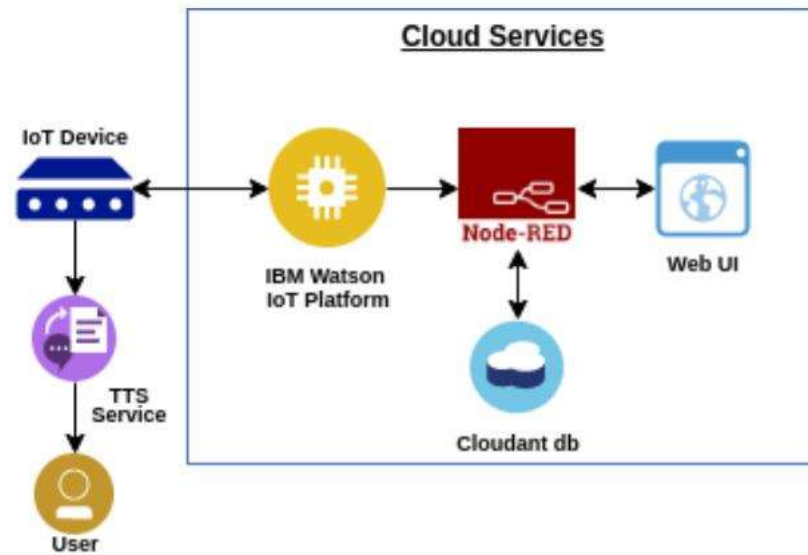 Cloud Services
IoT Device
Node-RED
IBM Watson
IoT Platform
Web UI
TTS
Service
Cloudant db
User